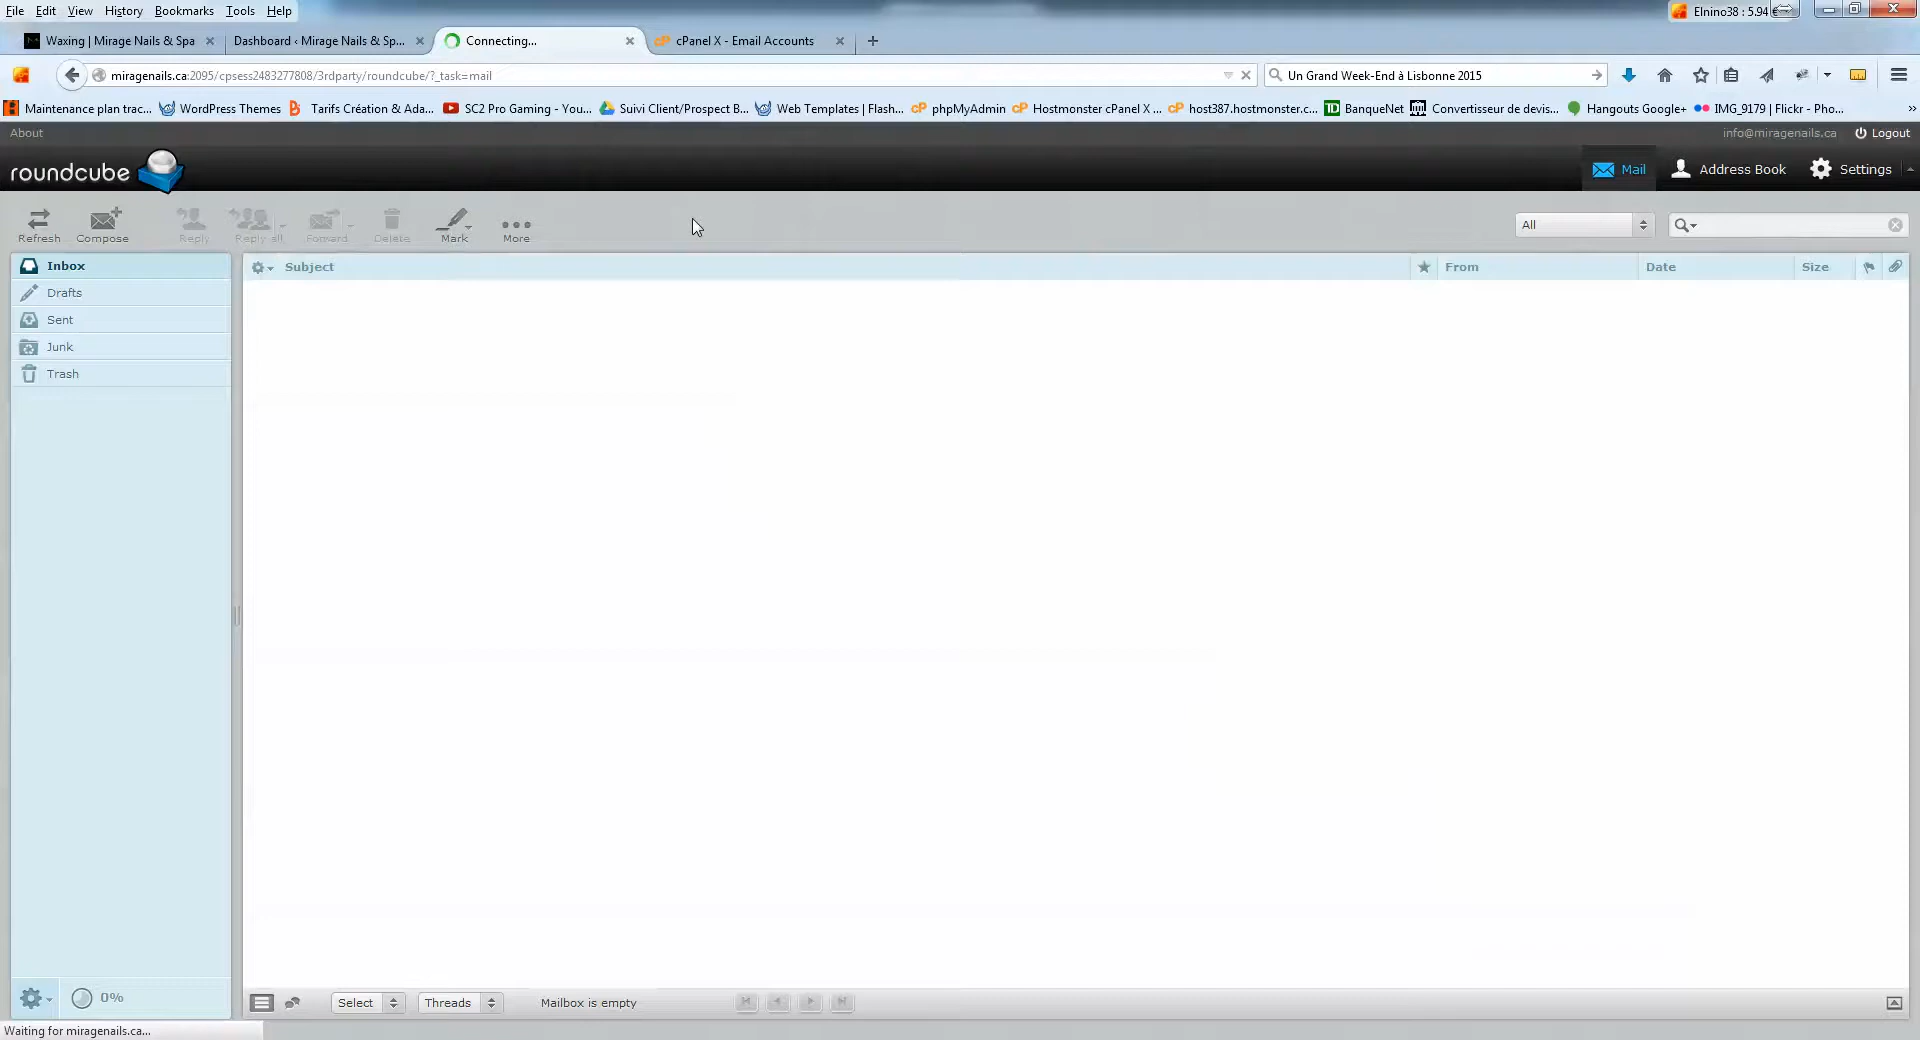 File Edit View History Bookmarks Tools Help Elnino38 : 5.94 €
Waxing | Mirage Nails & Spa Dashboard ‹ Mirage Nails & Sp... Connecting... cPanel X - Email Accounts
miragenails.ca:2095/cpsess2483277808/3rdparty/roundcube/?_task=mail Un Grand Week-End à Lisbonne 2015
Maintenance plan trac... WordPress Themes Tarifs Création & Ada... SC2 Pro Gaming - You... Suivi Client/Prospect B... Web Templates | Flash... phpMyAdmin Hostmonster cPanel X ... host387.hostmonster.c... BanqueNet Convertisseur de devis... Hangouts Google+ IMG_9179 | Flickr - Pho...
About info@miragenails.ca Logout
roundcube Mail Address Book Settings
Refresh Compose Reply Reply all Forward Delete Mark More All
Inbox Subject From Date Size
Drafts
Sent
Junk
Trash
0% Select Threads Mailbox is empty
Waiting for miragenails.ca...